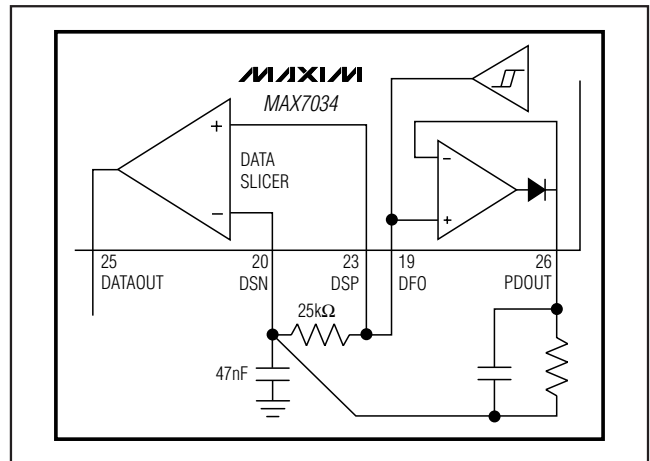 MAXIM
MAX7034
+
DATA
SLICER
−
−
+
25
DATAOUT
20
DSN
23
DSP
19
DFO
26
PDOUT
25kΩ
47nF